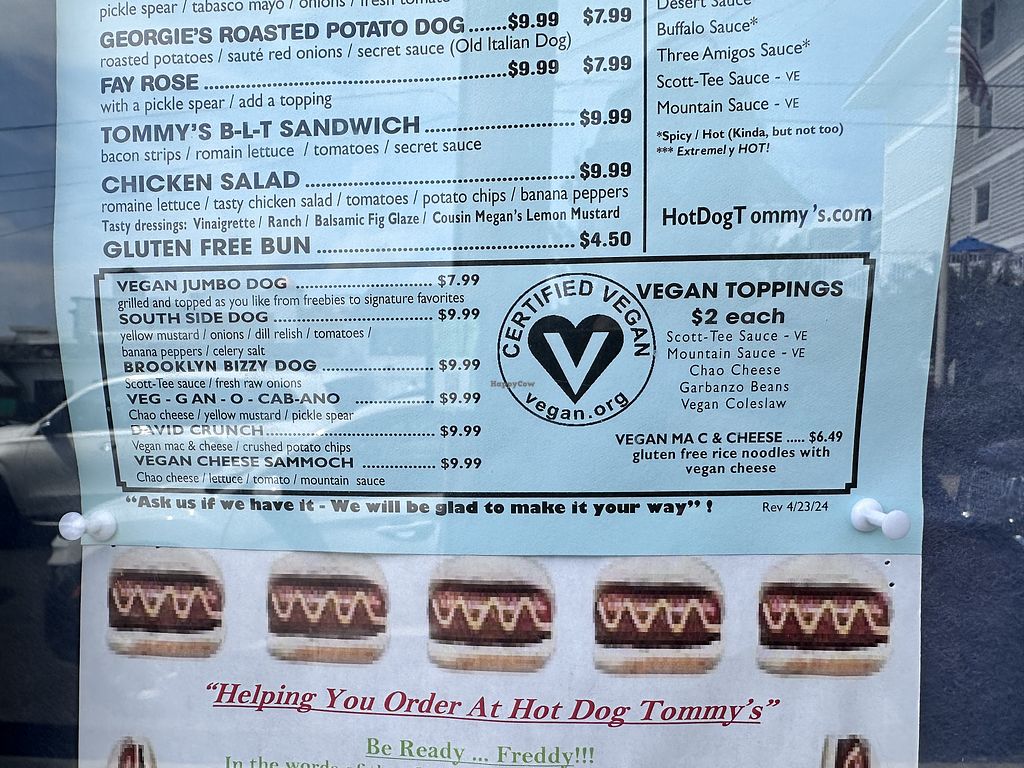 pickle spear / tabasco mayo / onions / fresh tomato
GEORGIE'S ROASTED POTATO DOG.......$9.99 $7.99
roasted potatoes / sauté red onions / secret sauce (Old Italian Dog)
FAY ROSE ..........$9.99 $7.99
with a pickle spear / add a topping
TOMMY'S B-L-T SANDWICH .......... $9.99
bacon strips / romain lettuce / tomatoes / secret sauce
CHICKEN SALAD .......... $9.99
romaine lettuce / tasty chicken salad / tomatoes / potato chips / banana peppers
Tasty dressings: Vinaigrette / Ranch / Balsamic Fig Glaze / Cousin Megan's Lemon Mustard
GLUTEN FREE BUN .......... $4.50
Desert Sauce
Buffalo Sauce*
Three Amigos Sauce*
Scott-Tee Sauce - VE
Mountain Sauce - VE
*Spicy / Hot (Kinda, but not too)
*** Extremel y HOT!
HotDogT ommy 's.com
VEGAN JUMBO DOG .......... $7.99
grilled and topped as you like from freebies to signature favorites
SOUTH SIDE DOG .......... $9.99
yellow mustard / onions / dill relish / tomatoes /
banana peppers / celery salt
BROOKLYN BIZZY DOG .......... $9.99
Scott-Tee sauce / fresh raw onions
VEG - G AN - O - CAB-ANO .......... $9.99
Chao cheese / yellow mustard / pickle spear
DAVID CRUNCH .......... $9.99
Vegan mac & cheese / crushed potato chips
VEGAN CHEESE SAMMOCH .......... $9.99
Chao cheese / lettuce / tomato / mountain sauce
CERTIFIED VEGAN
V
vegan.org
HappyCow
VEGAN TOPPINGS
$2 each
Scott-Tee Sauce - VE
Mountain Sauce - VE
Chao Cheese
Garbanzo Beans
Vegan Coleslaw
VEGAN MA C & CHEESE ..... $6.49
gluten free rice noodles with
vegan cheese
"Ask us if we have it - We will be glad to make it your way" !
Rev 4/23/24
"Helping You Order At Hot Dog Tommy's"
Be Ready ... Freddy!!!
In the words of